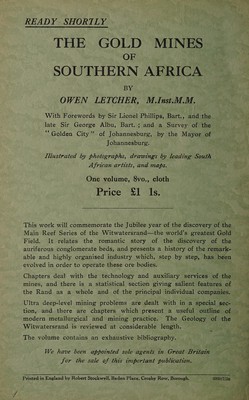 READY SHORTLY
THE GOLD MINES
OF
SOUTHERN AFRICA
BY
OWEN LETCHER, M.Inst.M.M.
With Forewords by Sir Lionel Phillips, Bart., and the
late Sir George Albu, Bart.; and a Survey of the
"Golden City" of Johannesburg, by the Mayor of
Johannesburg.
Illustrated by photographs, drawings by leading South
African artists, and maps.
One volume, 8vo., cloth
Price £1 1s.
This work will commemorate the Jubilee year of the discovery of the
Main Reef Series of the Witwatersrand—the world's greatest Gold
Field. It relates the romantic story of the discovery of the
auriferous conglomerate beds, and presents a history of the remark-
able and highly organised industry which, step by step, has been
evolved in order to operate these ore bodies.
Chapters deal with the technology and auxiliary services of the
mines, and there is a statistical section giving salient features of
the Rand as a whole and of the principal individual companies.
Ultra deep-level mining problems are dealt with in a special sec-
tion, and there are chapters which present a useful outline of
modern metallurgical and mining practice. The Geology of the
Witwatersrand is reviewed at considerable length.
The volume contains an exhaustive bibliography.
We have been appointed sole agents in Great Britain
for the sale of this important publication.
Printed in England by Robert Stockwell, Baden Place, Crosby Row, Borough.